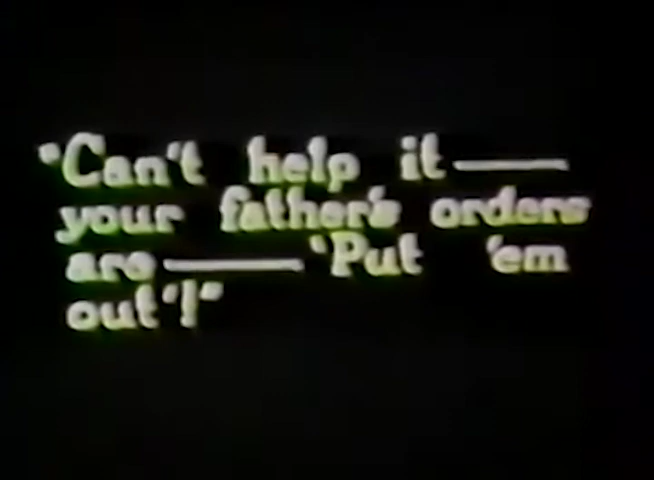 "Can't help it —
your father's orders
are — 'Put 'em
out'!"